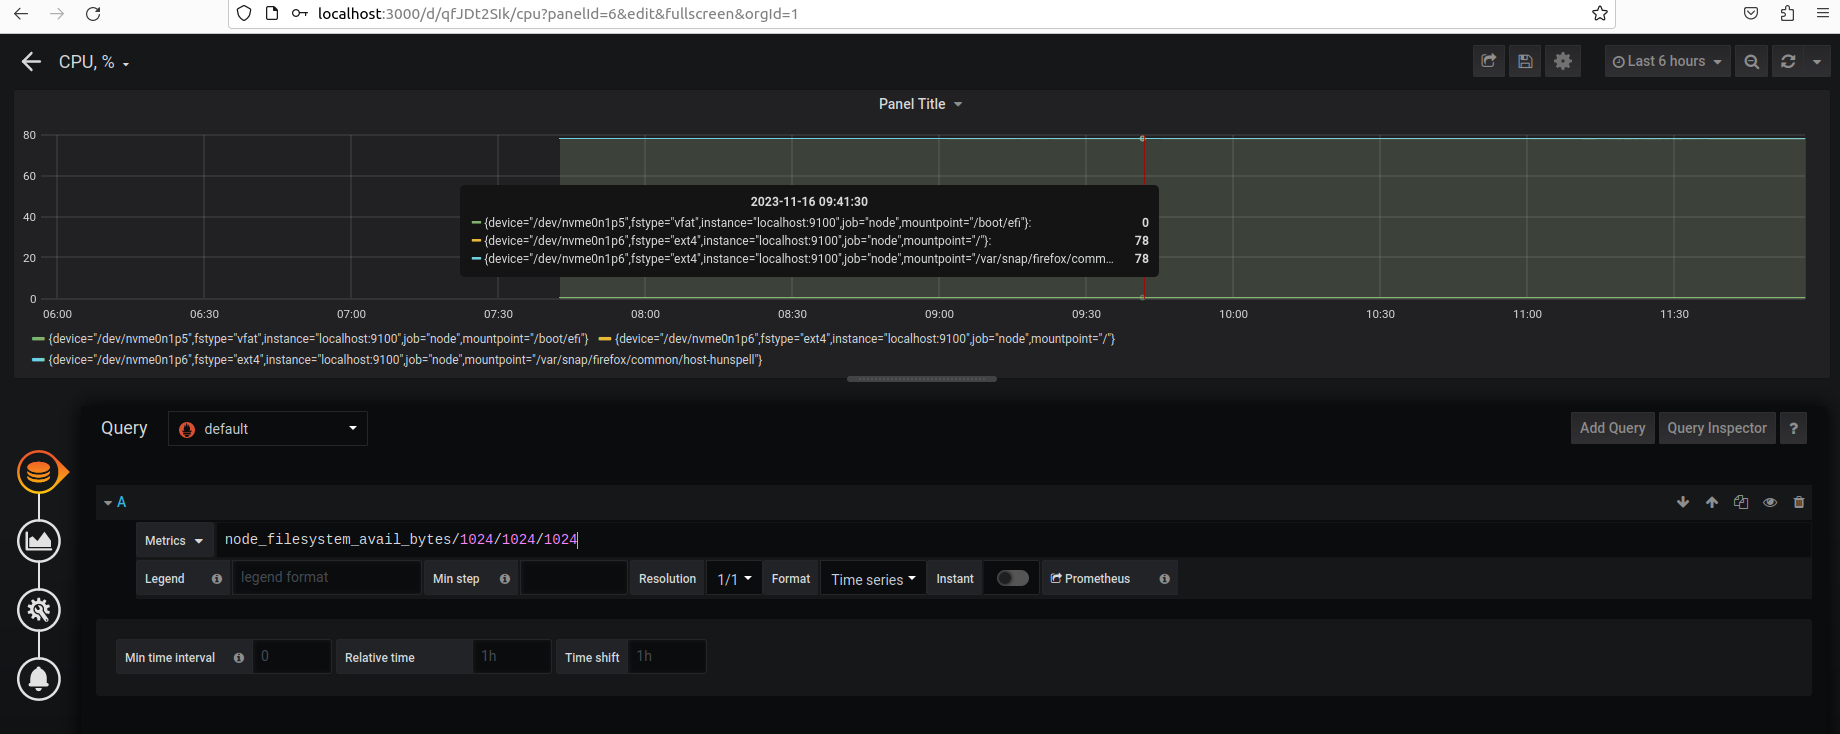 localhost:3000/d/qfJDt2SIk/cpu?panelId=6&edit&fullscreen&orgId=1
CPU, %
Last 6 hours
Panel Title
80
60
40
20
0
2023-11-16 09:41:30
{device="/dev/nvme0n1p5",fstype="vfat",instance="localhost:9100",job="node",mountpoint="/boot/efi"}: 0
{device="/dev/nvme0n1p6",fstype="ext4",instance="localhost:9100",job="node",mountpoint="/"}: 78
{device="/dev/nvme0n1p6",fstype="ext4",instance="localhost:9100",job="node",mountpoint="/var/snap/firefox/comm... 78
06:00 06:30 07:00 07:30 08:00 08:30 09:00 09:30 10:00 10:30 11:00 11:30
{device="/dev/nvme0n1p5",fstype="vfat",instance="localhost:9100",job="node",mountpoint="/boot/efi"} {device="/dev/nvme0n1p6",fstype="ext4",instance="localhost:9100",job="node",mountpoint="/"}
{device="/dev/nvme0n1p6",fstype="ext4",instance="localhost:9100",job="node",mountpoint="/var/snap/firefox/common/host-hunspell"}
Query default Add Query Query Inspector ?
A
Metrics node_filesystem_avail_bytes/1024/1024/1024
Legend legend format Min step Resolution 1/1 Format Time series Instant Prometheus
Min time interval 0 Relative time 1h Time shift 1h